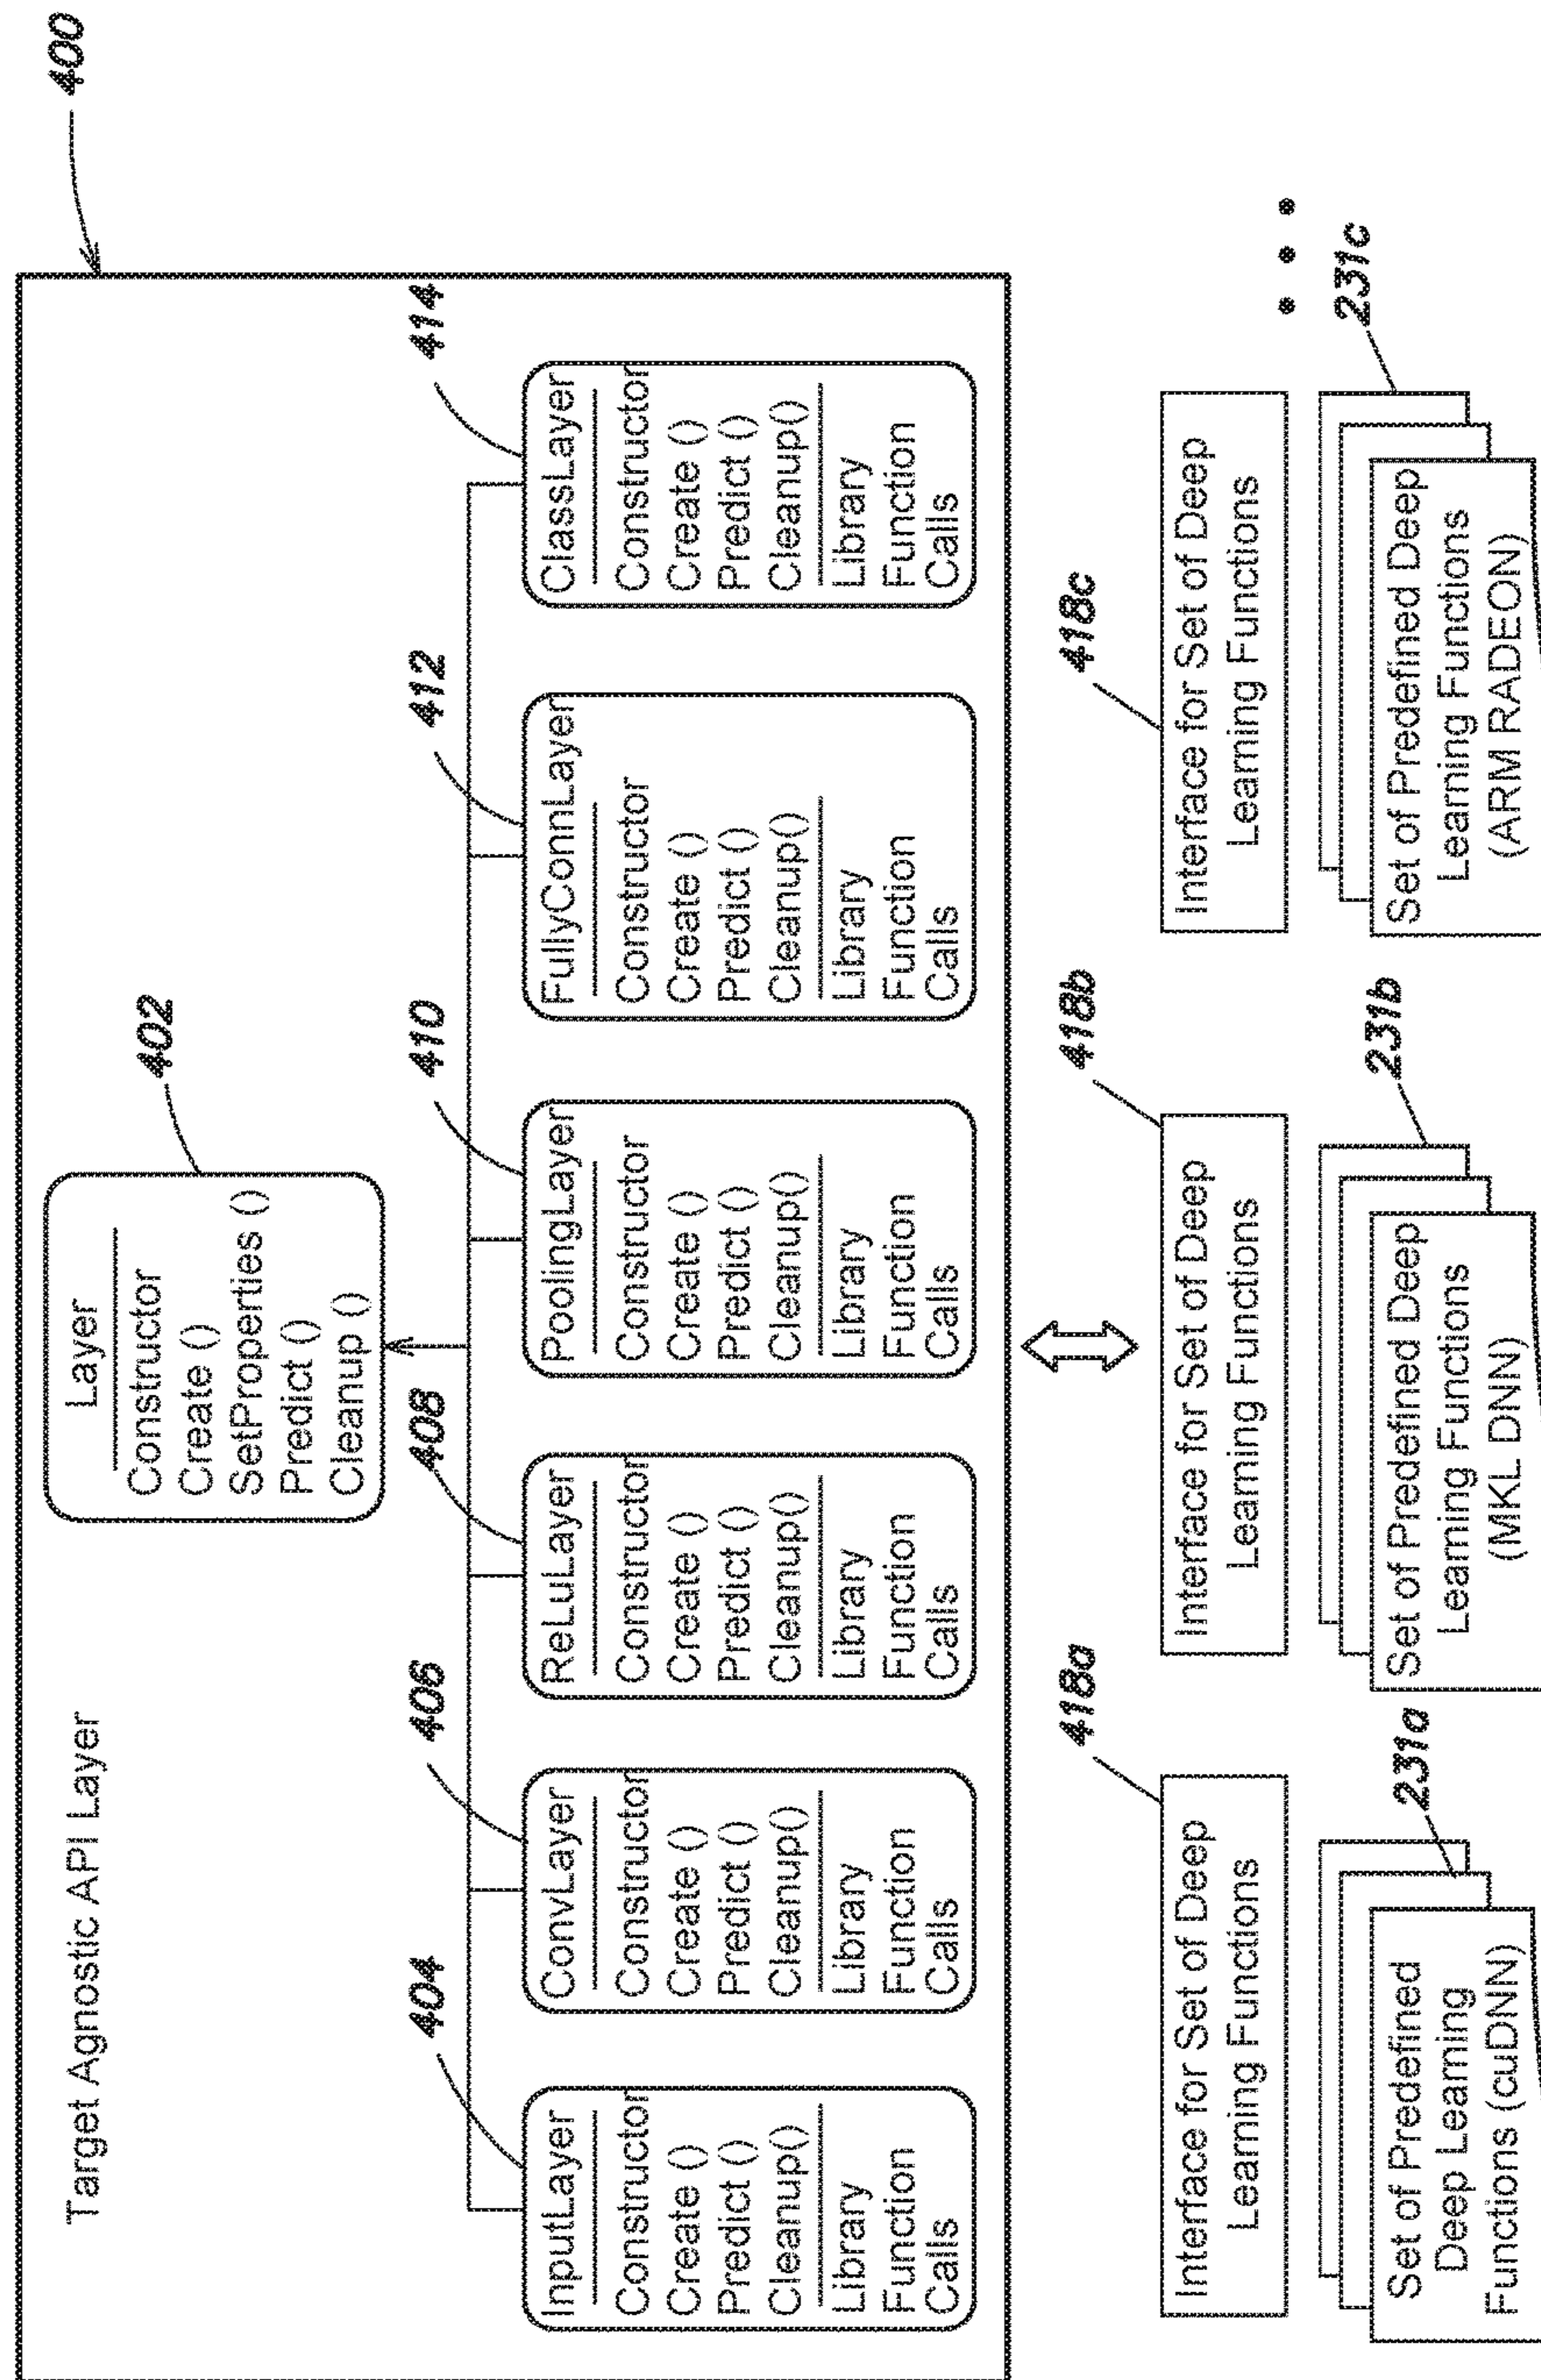 400
Target Agnostic API Layer
402
Layer
Constructor
Create ()
SetProperties ()
Predict ()
Cleanup ()
404
InputLayer
Constructor
Create ()
Predict ()
Cleanup()
Library
Function
Calls
406
ConvLayer
Constructor
Create ()
Predict ()
Cleanup()
Library
Function
Calls
408
ReLuLayer
Constructor
Create ()
Predict ()
Cleanup()
Library
Function
Calls
410
PoolingLayer
Constructor
Create ()
Predict ()
Cleanup()
Library
Function
Calls
412
FullyConnLayer
Constructor
Create ()
Predict ()
Cleanup()
Library
Function
Calls
414
ClassLayer
Constructor
Create ()
Predict ()
Cleanup()
Library
Function
Calls
418a
Interface for Set of Deep
Learning Functions
418b
Interface for Set of Deep
Learning Functions
418c
Interface for Set of Deep
Learning Functions
231a
Set of Predefined
Deep Learning
Functions (cuDNN)
231b
Set of Predefined Deep
Learning Functions
(MKL DNN)
231c
Set of Predefined Deep
Learning Functions
(ARM RADEON)